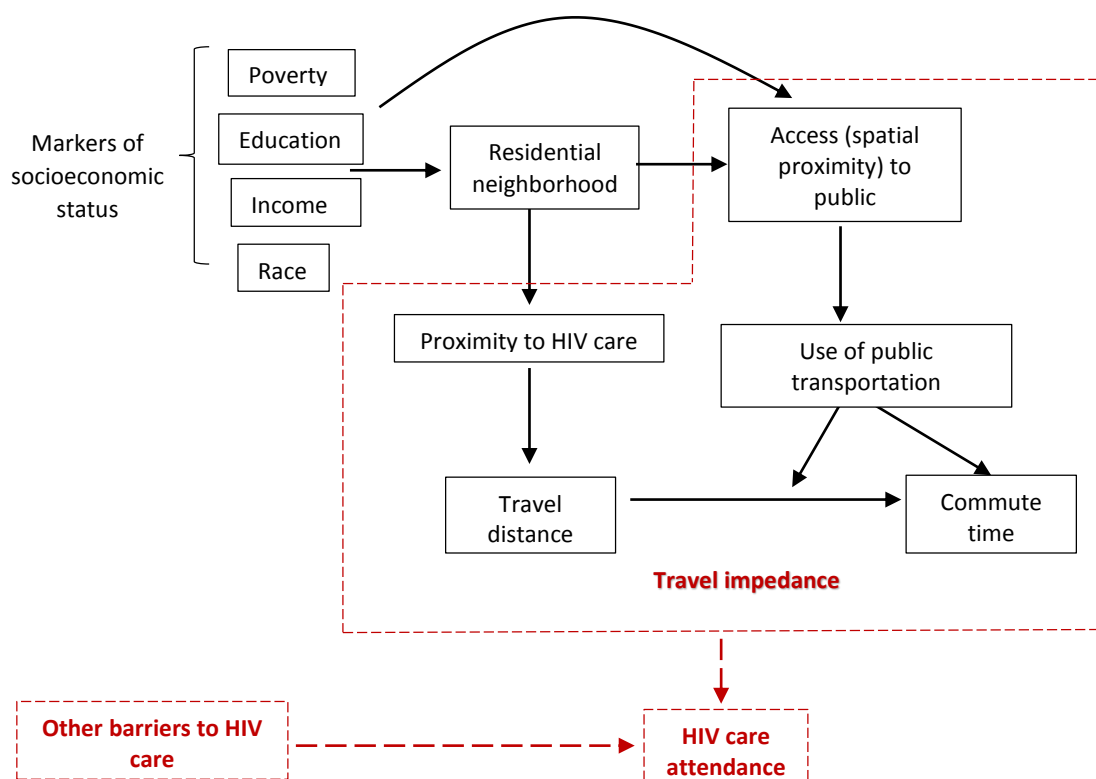 Poverty
Education
Income
Race
Markers of
socioeconomic
status
Residential
neighborhood
Access (spatial
proximity) to
public
Proximity to HIV care
Use of public
transportation
Travel
distance
Commute
time
Travel impedance
Other barriers to HIV
care
HIV care
attendance